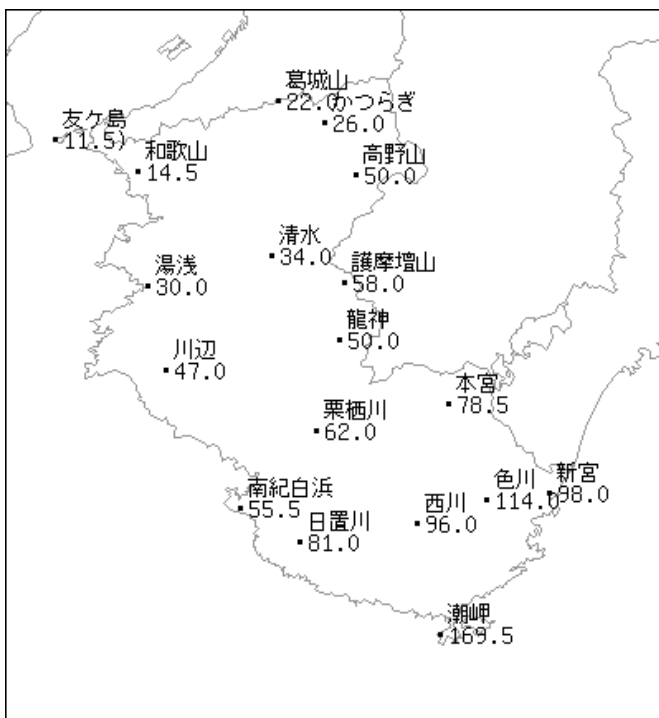 葛城山
22.0
かつらぎ
26.0
友ケ島
11.5)
和歌山
14.5
高野山
50.0
清水
34.0
護摩壇山
58.0
湯浅
30.0
龍神
50.0
川辺
47.0
本宮
78.5
栗栖川
62.0
南紀白浜
55.5
日置川
81.0
西川
96.0
色川
114.0
新宮
98.0
潮岬
169.5